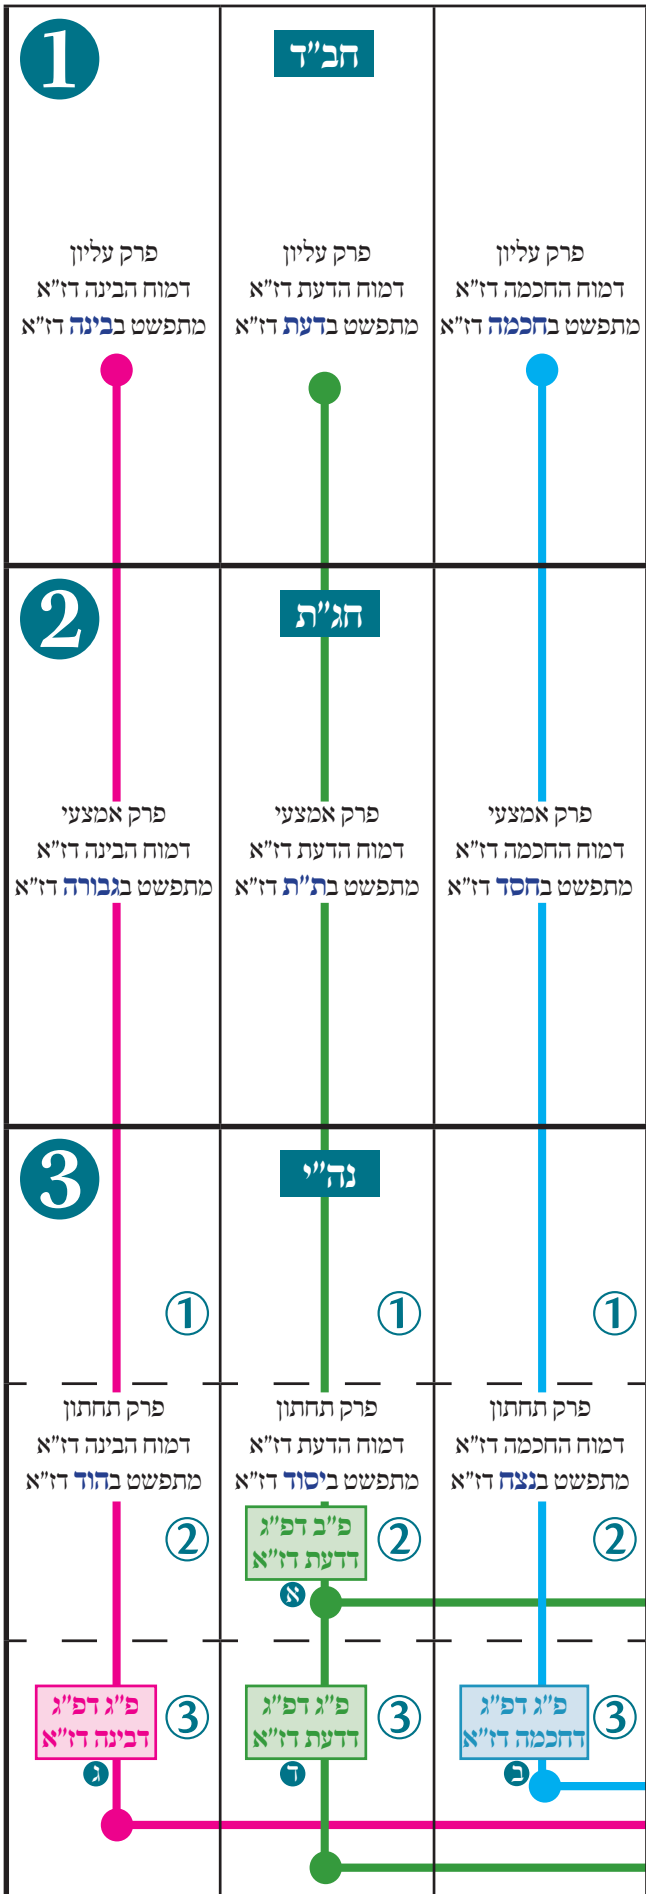 1
חב״ד
פרק עליון
דמוח החכמה דז״א
מתפשט בחכמה דז״א
פרק עליון
דמוח הדעת דז״א
מתפשט בדעת דז״א
פרק עליון
דמוח הבינה דז״א
מתפשט בבינה דז״א
2
חג״ת
פרק אמצעי
דמוח החכמה דז״א
מתפשט בחסד דז״א
פרק אמצעי
דמוח הדעת דז״א
מתפשט בת״ת דז״א
פרק אמצעי
דמוח הבינה דז״א
מתפשט בגבורה דז״א
3
נה״י
1
1
1
פרק תחתון
דמוח החכמה דז״א
מתפשט בנצח דז״א
פרק תחתון
דמוח הדעת דז״א
מתפשט ביסוד דז״א
פרק תחתון
דמוח הבינה דז״א
מתפשט בהוד דז״א
2
2
פ״ב דפ״ג
דדעת דז״א
א
2
3
פ״ג דפ״ג
דחכמה דז״א
ב
3
פ״ג דפ״ג
דדעת דז״א
ד
3
פ״ג דפ״ג
דבינה דז״א
ג